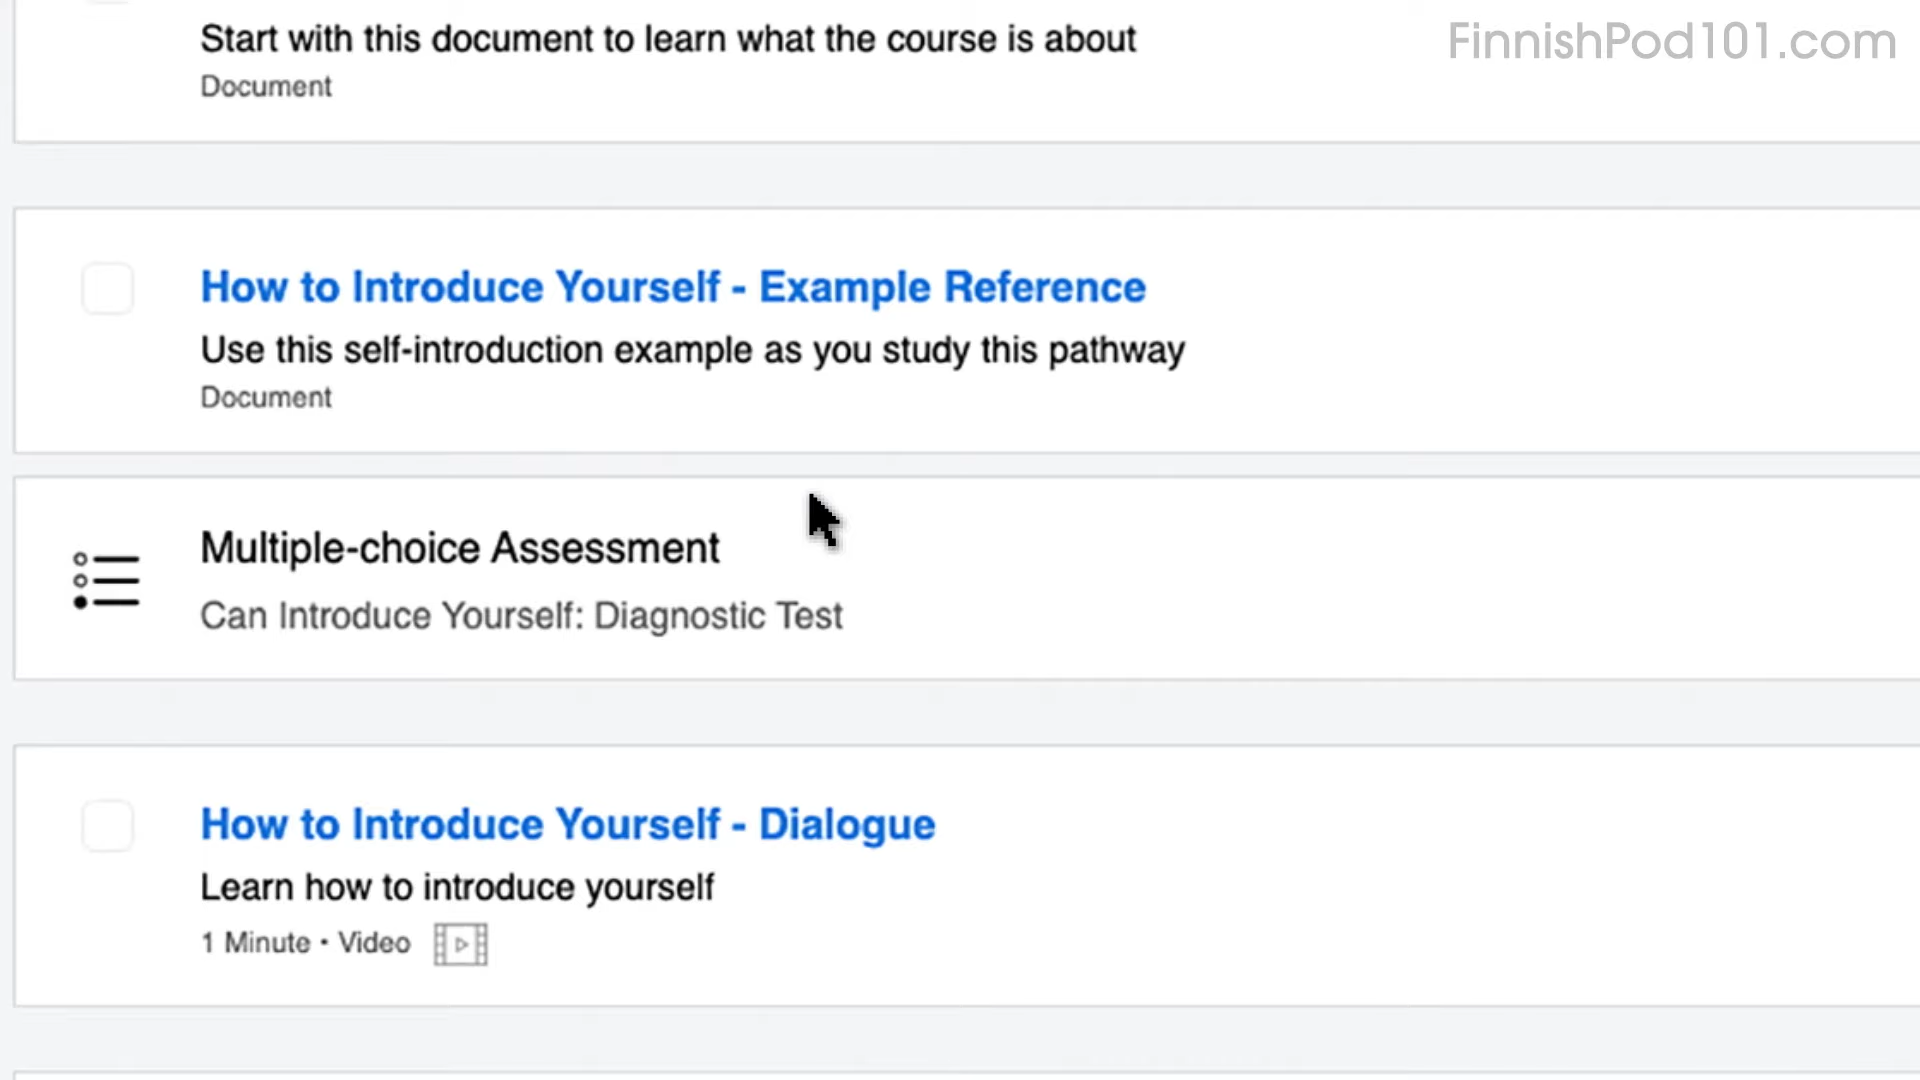 FinnishPod101.com
Start with this document to learn what the course is about
Document
How to Introduce Yourself - Example Reference
Use this self-introduction example as you study this pathway
Document
Multiple-choice Assessment
Can Introduce Yourself: Diagnostic Test
How to Introduce Yourself - Dialogue
Learn how to introduce yourself
1 Minute • Video